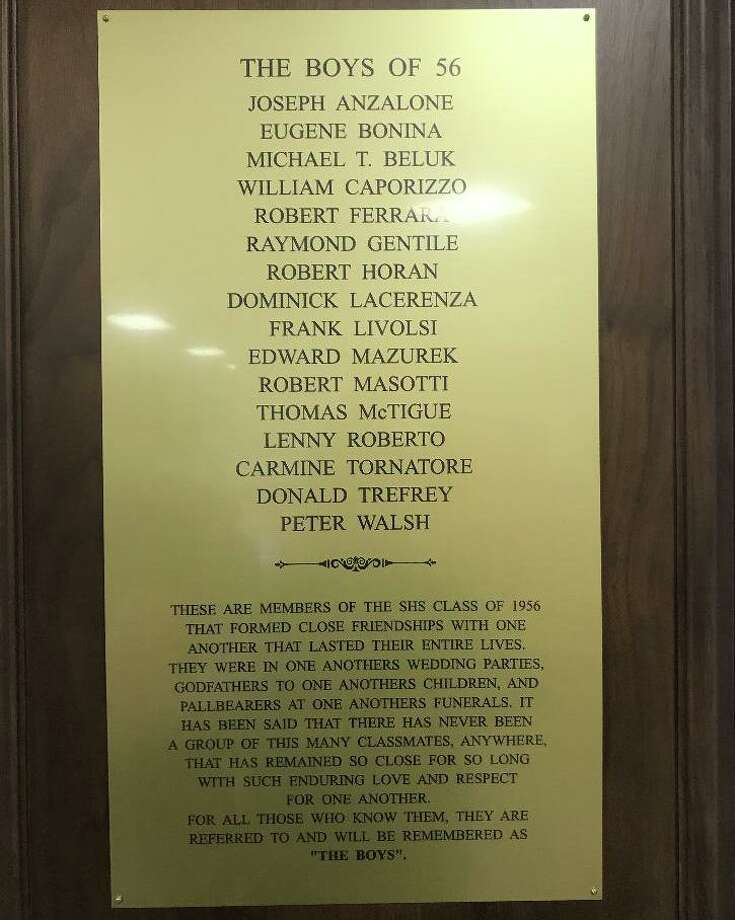 THE BOYS OF 56
JOSEPH ANZALONE
EUGENE BONINA
MICHAEL T. BELUK
WILLIAM CAPORIZZO
ROBERT FERRARA
RAYMOND GENTILE
ROBERT HORAN
DOMINICK LACERENZA
FRANK LIVOLSI
EDWARD MAZUREK
ROBERT MASOTTI
THOMAS McTIGUE
LENNY ROBERTO
CARMINE TORNATORE
DONALD TREFREY
PETER WALSH
THESE ARE MEMBERS OF THE SHS CLASS OF 1956
THAT FORMED CLOSE FRIENDSHIPS WITH ONE
ANOTHER THAT LASTED THEIR ENTIRE LIVES.
THEY WERE IN ONE ANOTHERS WEDDING PARTIES,
GODFATHERS TO ONE ANOTHERS CHILDREN, AND
PALLBEARERS AT ONE ANOTHERS FUNERALS. IT
HAS BEEN SAID THAT THERE HAS NEVER BEEN
A GROUP OF THIS MANY CLASSMATES, ANYWHERE,
THAT HAS REMAINED SO CLOSE FOR SO LONG
WITH SUCH ENDURING LOVE AND RESPECT
FOR ONE ANOTHER.
FOR ALL THOSE WHO KNOW THEM, THEY ARE
REFERRED TO AND WILL BE REMEMBERED AS
"THE BOYS".